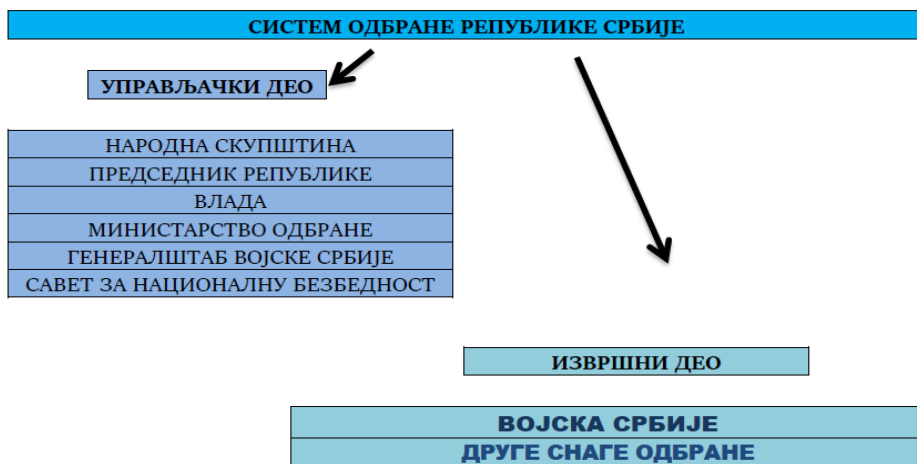 СИСТЕМ ОДБРАНЕ РЕПУБЛИКЕ СРБИЈЕ
УПРАВЉАЧКИ ДЕО
НАРОДНА СКУПШТИНА
ПРЕДСЕДНИК РЕПУБЛИКЕ
ВЛАДА
МИНИСТАРСТВО ОДБРАНЕ
ГЕНЕРАЛШТАБ ВОЈСКЕ СРБИЈЕ
САВЕТ ЗА НАЦИОНАЛНУ БЕЗБЕДНОСТ
ИЗВРШНИ ДЕО
ВОЈСКА СРБИЈЕ
ДРУГЕ СНАГЕ ОДБРАНЕ